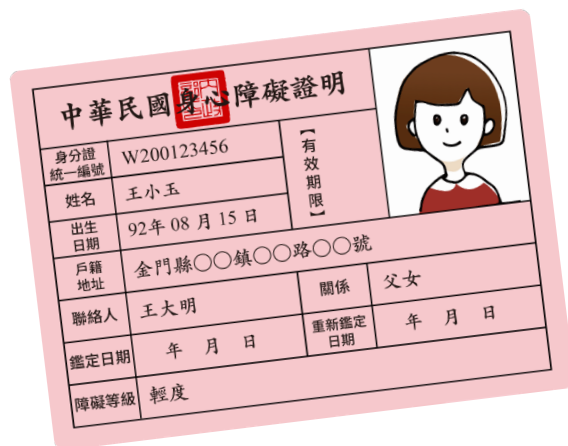 中華民國身心障礙證明
身分證
統一編號
W200123456
【有效期限】
姓名
王小玉
出生
日期
92年08月15日
戶籍
地址
金門縣○○鎮○○路○○號
聯絡人
王大明
關係
父女
鑑定日期
年 月 日
重新鑑定
日期
年 月 日
障礙等級
輕度